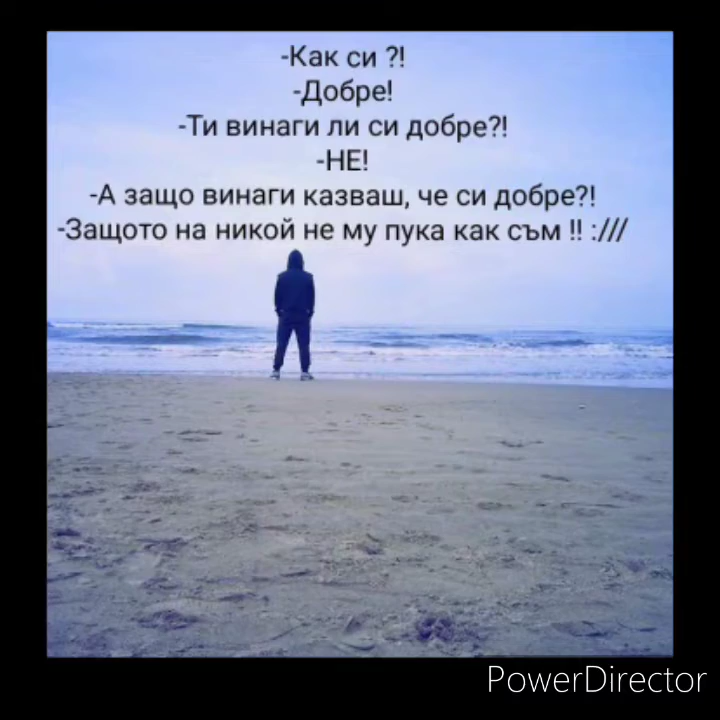 -Как си ?!
-Добре!
-Ти винаги ли си добре?!
-НЕ!
-А защо винаги казваш, че си добре?!
-Защото на никой не му пука как съм !! :///
PowerDirector